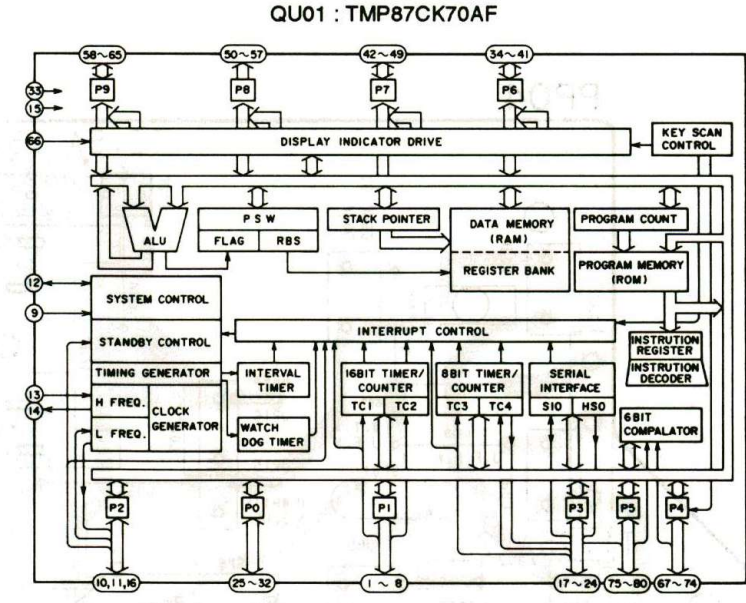 QU01 : TMP87CK70AF
58～65
50～57
42～49
34～41
P9
P8
P7
P6
33
15
66
DISPLAY INDICATOR DRIVE
KEY SCAN
CONTROL
ALU
P S W
FLAG
RBS
STACK POINTER
DATA MEMORY
(RAM)
REGISTER BANK
PROGRAM COUNT
PROGRAM MEMORY
(ROM)
12
9
SYSTEM CONTROL
STANDBY CONTROL
INTERRUPT CONTROL
INSTRUTION
REGISTER
INSTRUTION
DECODER
TIMING GENERATOR
INTERVAL
TIMER
16BIT TIMER/
COUNTER
TC1
TC2
8BIT TIMER/
COUNTER
TC3
TC4
SERIAL
INTERFACE
SIO
HSO
13
14
H FREQ.
L FREQ.
CLOCK
GENERATOR
WATCH
DOG TIMER
6BIT
COMPALATOR
P2
P0
P1
P3
P5
P4
10,11,16
25～32
1 ～ 8
17～24
75～80
67～74